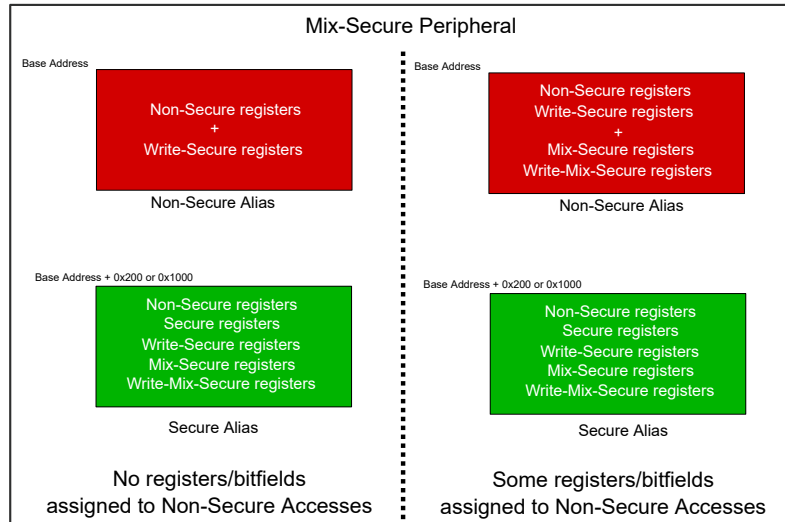 Mix-Secure Peripheral
Base Address
Non-Secure registers
+
Write-Secure registers
Non-Secure Alias
Base Address + 0x200 or 0x1000
Non-Secure registers
Secure registers
Write-Secure registers
Mix-Secure registers
Write-Mix-Secure registers
Secure Alias
No registers/bitfields
assigned to Non-Secure Accesses
Base Address
Non-Secure registers
Write-Secure registers
+
Mix-Secure registers
Write-Mix-Secure registers
Non-Secure Alias
Base Address + 0x200 or 0x1000
Non-Secure registers
Secure registers
Write-Secure registers
Mix-Secure registers
Write-Mix-Secure registers
Secure Alias
Some registers/bitfields
assigned to Non-Secure Accesses